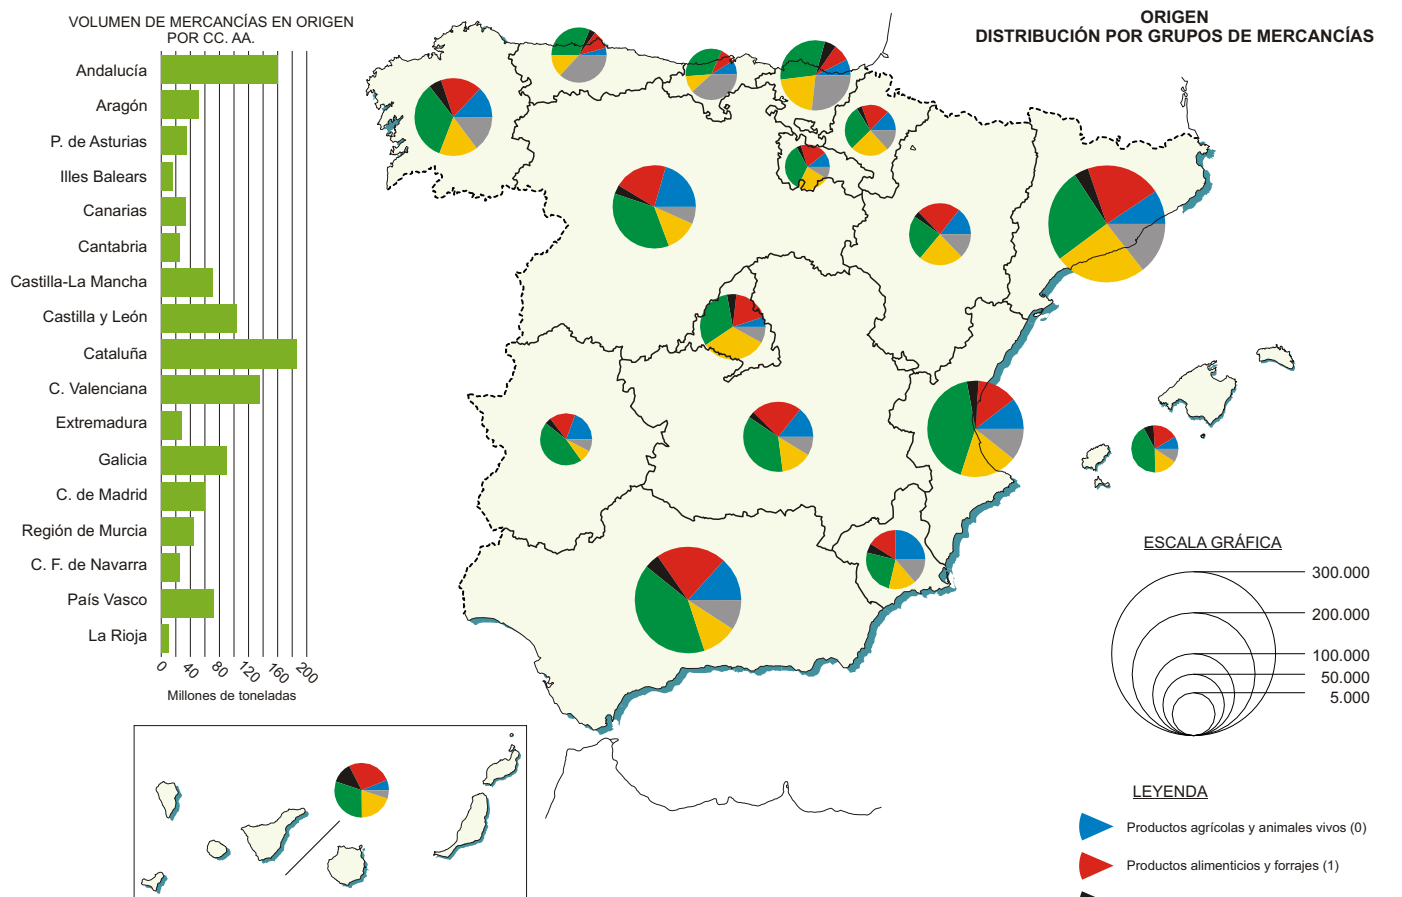 VOLUMEN DE MERCANCÍAS EN ORIGEN
POR CC. AA.
Andalucía
Aragón
P. de Asturias
Illes Balears
Canarias
Cantabria
Castilla-La Mancha
Castilla y León
Cataluña
C. Valenciana
Extremadura
Galicia
C. de Madrid
Región de Murcia
C. F. de Navarra
País Vasco
La Rioja
0 40 80 120 160 200
Millones de toneladas
ORIGEN
DISTRIBUCIÓN POR GRUPOS DE MERCANCÍAS
ESCALA GRÁFICA
300.000
200.000
100.000
50.000
5.000
LEYENDA
Productos agrícolas y animales vivos (0)
Productos alimenticios y forrajes (1)